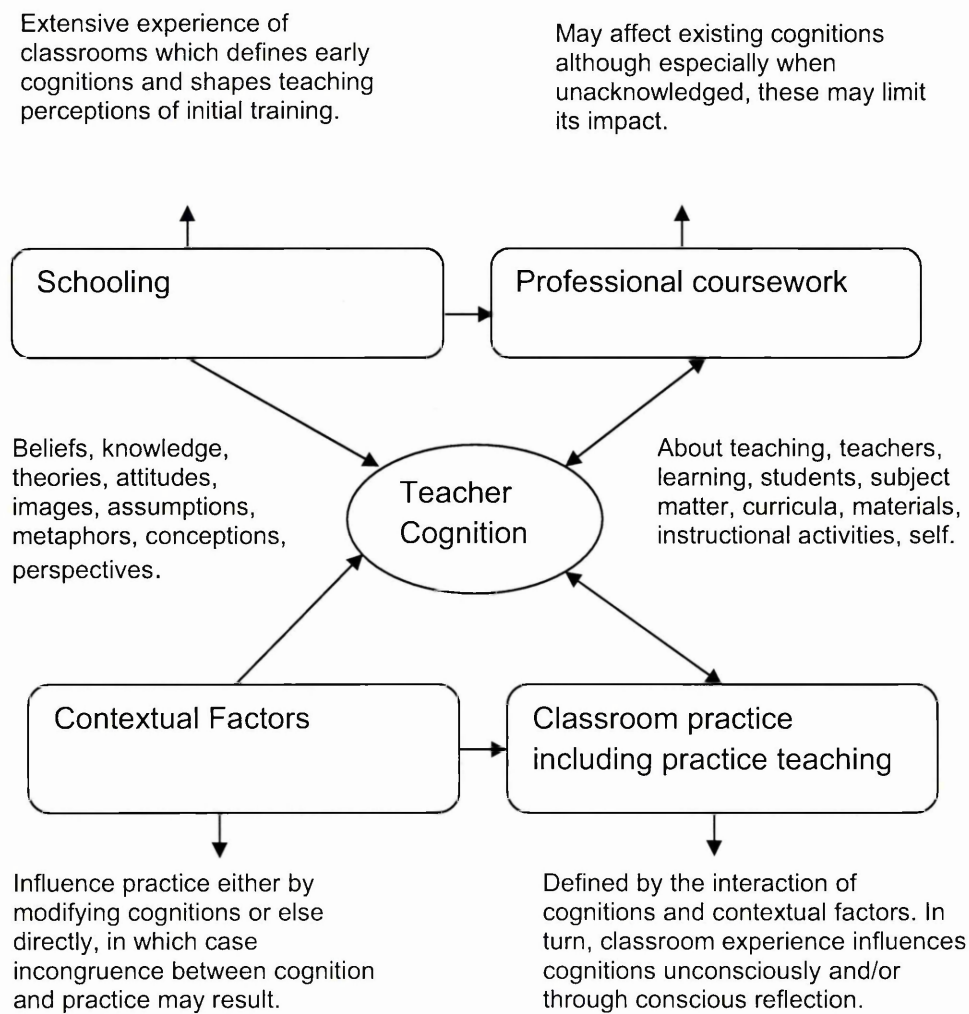 Extensive experience of
classrooms which defines early
cognitions and shapes teaching
perceptions of initial training.
May affect existing cognitions
although especially when
unacknowledged, these may limit
its impact.
Schooling
Professional coursework
Beliefs, knowledge,
theories, attitudes,
images, assumptions,
metaphors, conceptions,
perspectives.
Teacher
Cognition
About teaching, teachers,
learning, students, subject
matter, curricula, materials,
instructional activities, self.
Contextual Factors
Classroom practice
including practice teaching
Influence practice either by
modifying cognitions or else
directly, in which case
incongruence between cognition
and practice may result.
Defined by the interaction of
cognitions and contextual factors. In
turn, classroom experience influences
cognitions unconsciously and/or
through conscious reflection.